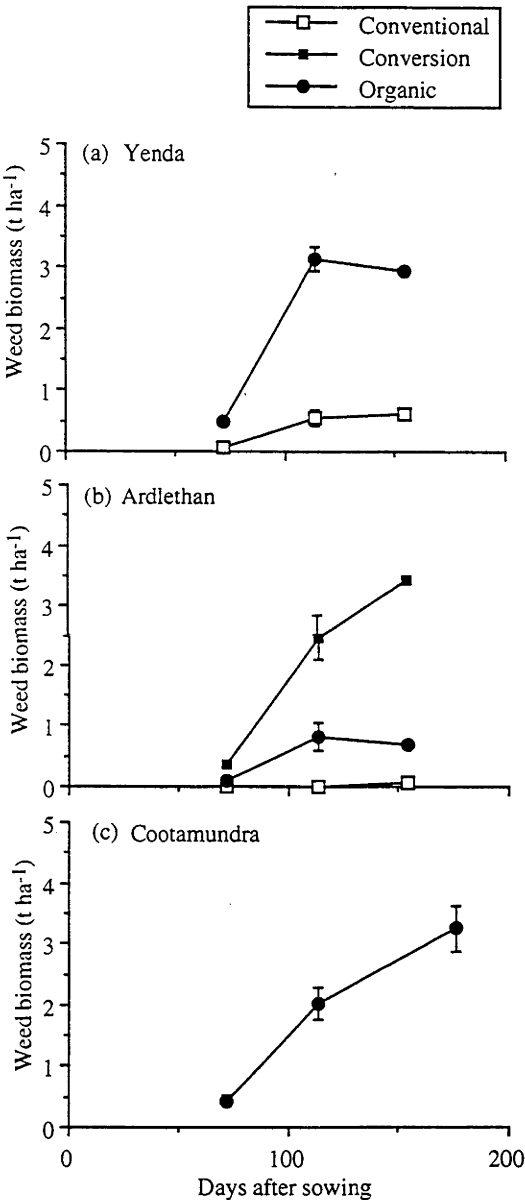 Conventional
Conversion
Organic
(a) Yenda
5
4
3
2
1
0
Weed biomass (t ha⁻¹)
(b) Ardlethan
5
4
3
2
1
0
Weed biomass (t ha⁻¹)
(c) Cootamundra
5
4
3
2
1
0
Weed biomass (t ha⁻¹)
0 100 200
Days after sowing